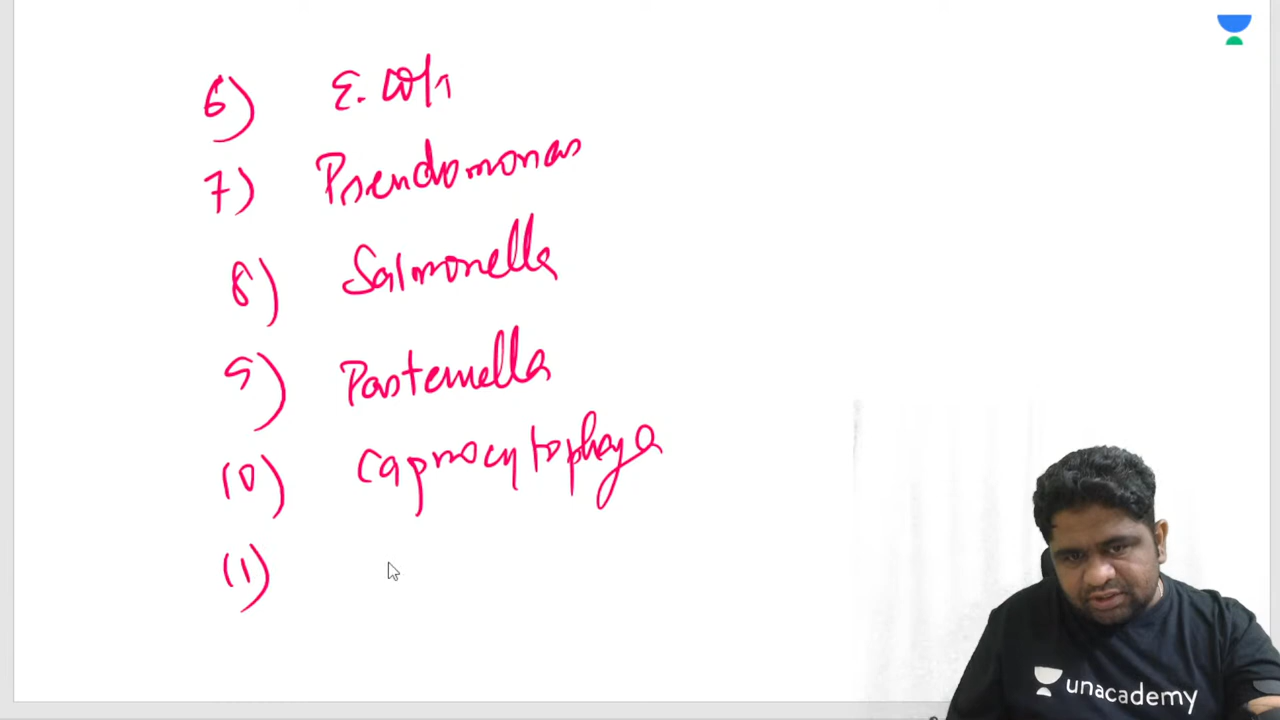 6) E. coli
7) Pseudomonas
8) Salmonella
9) Pasteurella
10) Capnocytophaga
11)
unacademy